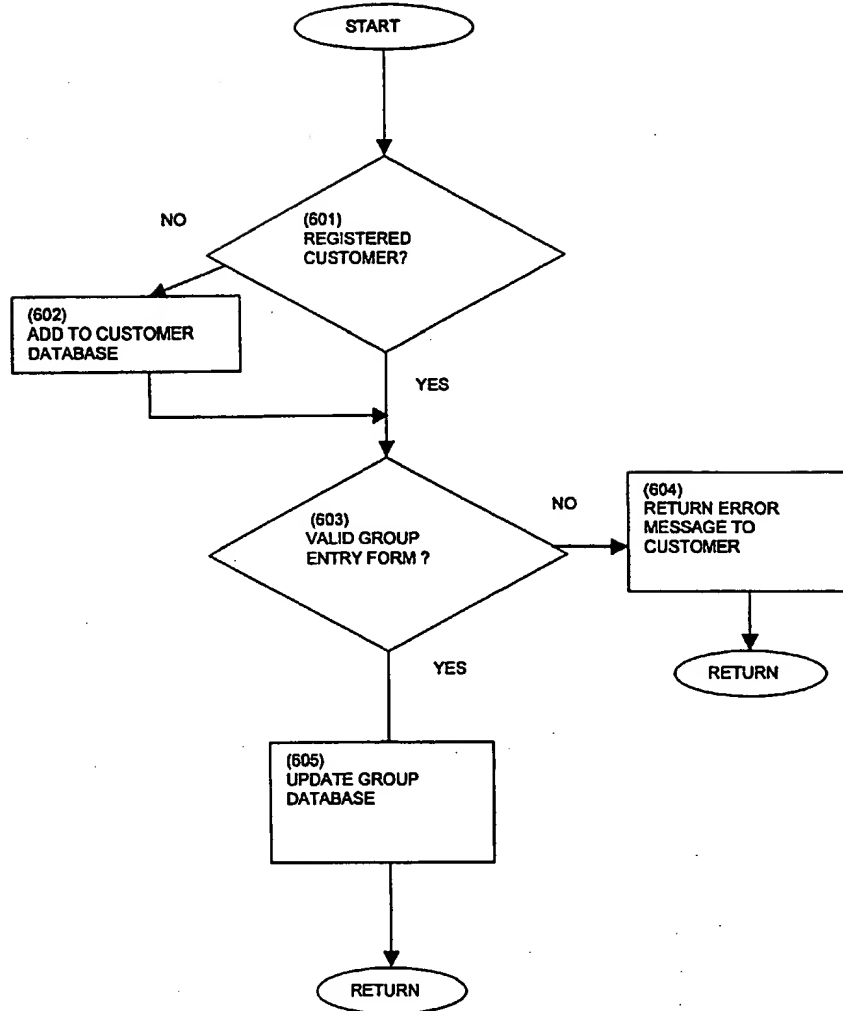 START
NO
(601)
REGISTERED
CUSTOMER?
(602)
ADD TO CUSTOMER
DATABASE
YES
(603)
VALID GROUP
ENTRY FORM ?
NO
(604)
RETURN ERROR
MESSAGE TO
CUSTOMER
YES
RETURN
(605)
UPDATE GROUP
DATABASE
RETURN